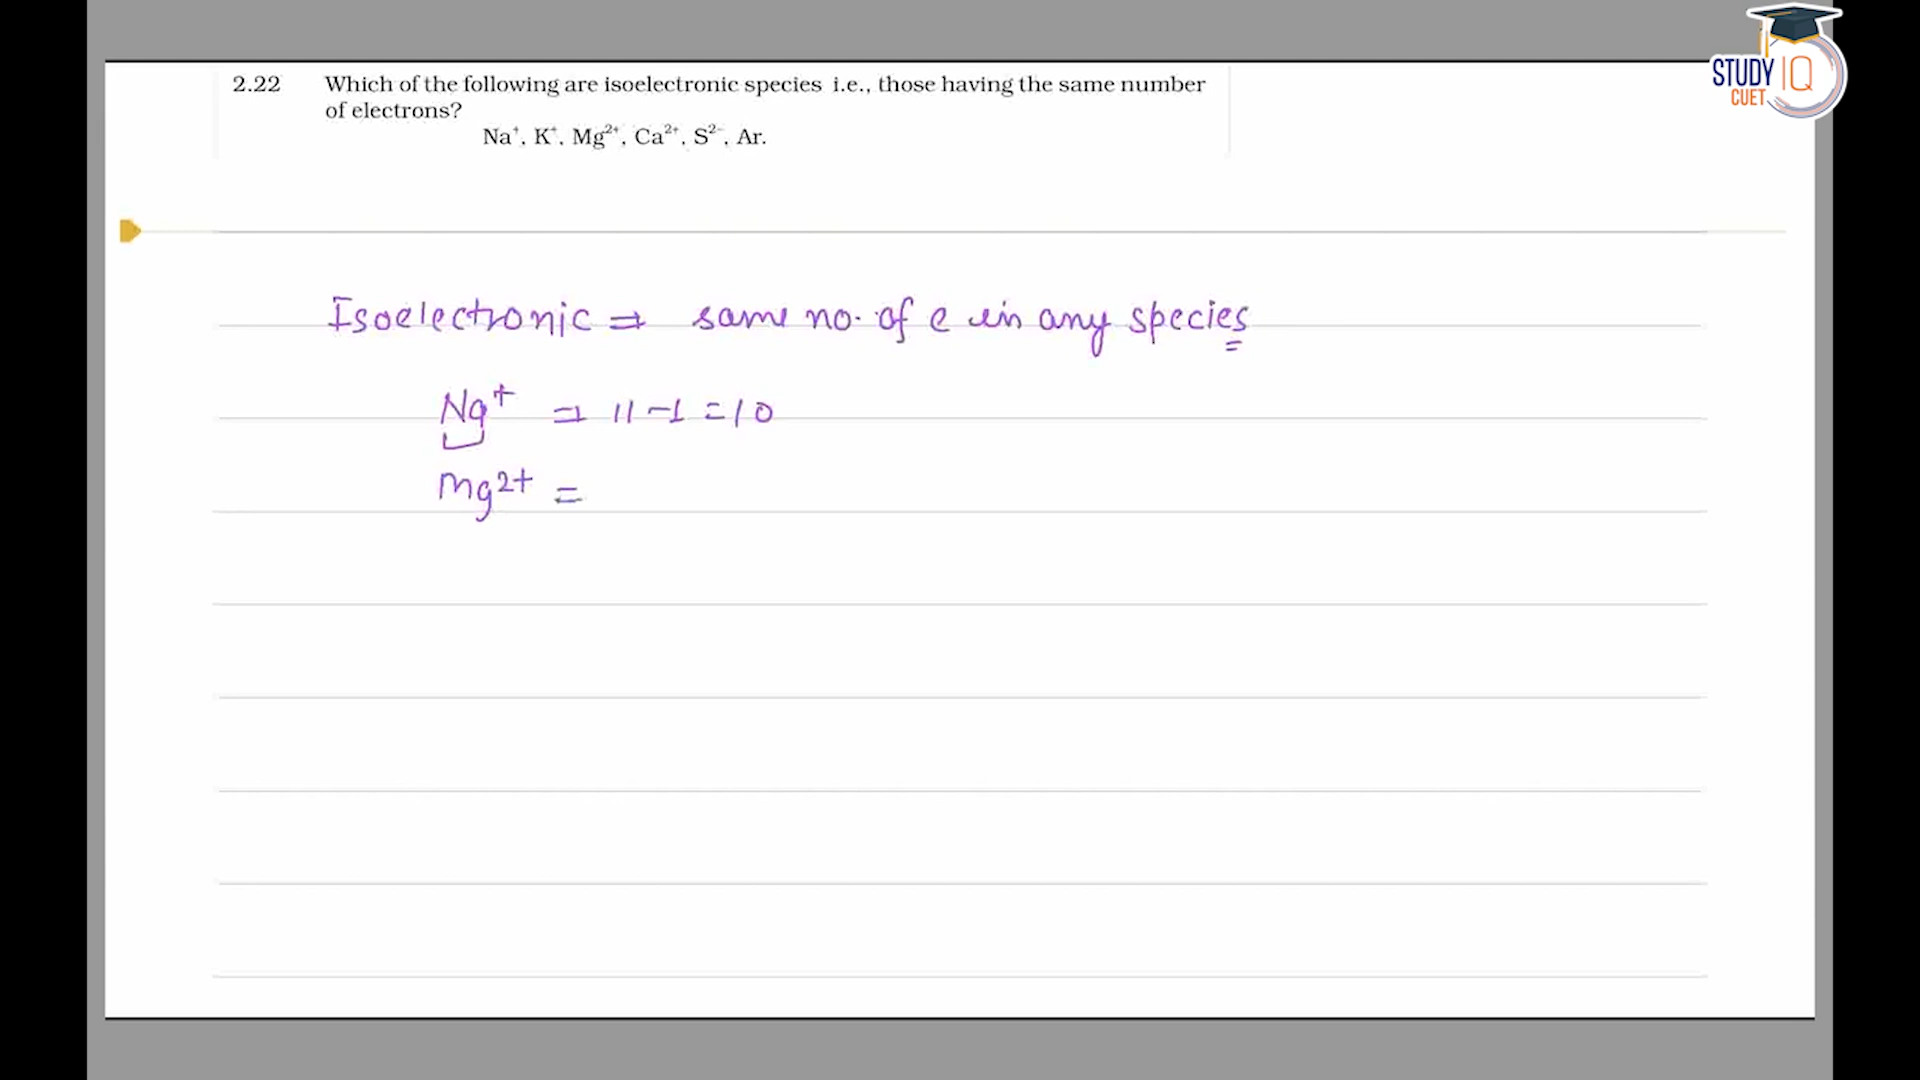 STUDY IQ
CUET
2.22 Which of the following are isoelectronic species i.e., those having the same number
of electrons?
Na⁺, K⁺, Mg²⁺, Ca²⁺, S²⁻, Ar.
Isoelectronic ⇒ same no. of e in any species
Na⁺ ⇒ 11-1=10
Mg2+ =